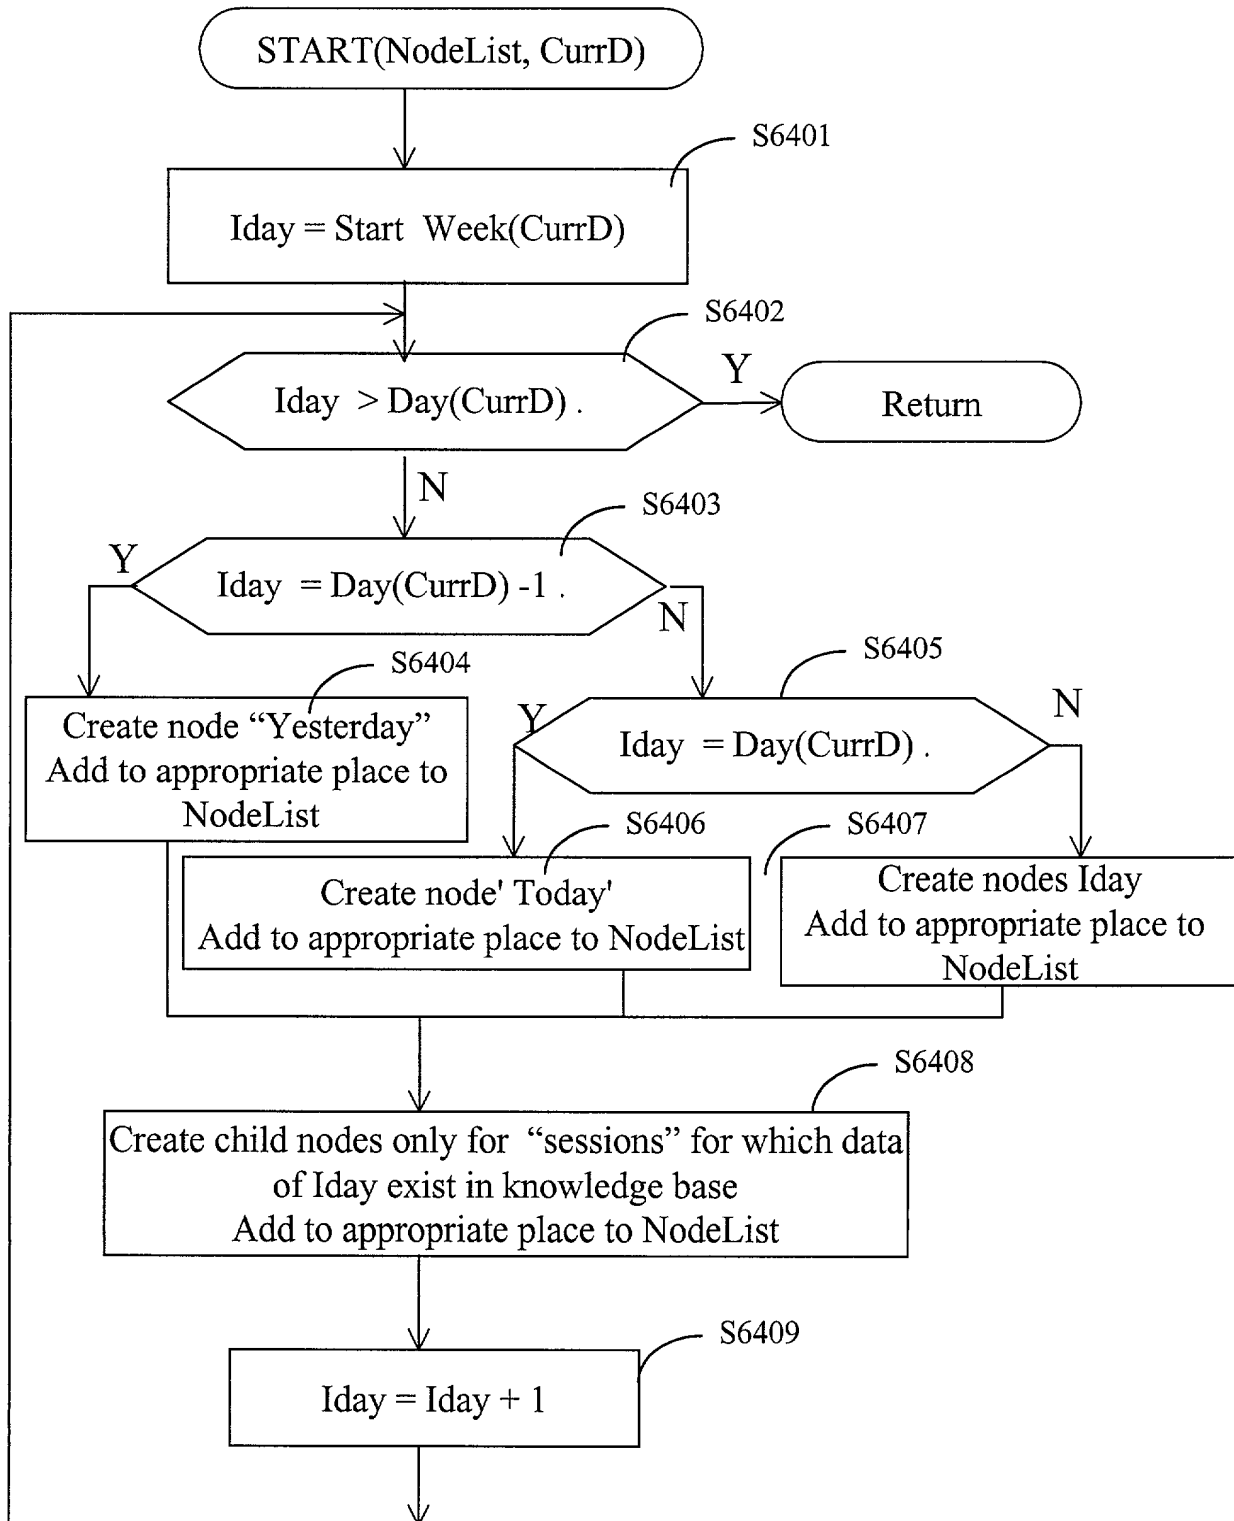 START(NodeList, CurrD)
S6401
Iday = Start Week(CurrD)
S6402
Iday > Day(CurrD) .
Y
Return
N
S6403
Y
Iday = Day(CurrD) -1 .
N
S6404
S6405
Create node “Yesterday”
Add to appropriate place to
NodeList
Y
Iday = Day(CurrD) .
N
S6406
S6407
Create node' Today'
Add to appropriate place to NodeList
Create nodes Iday
Add to appropriate place to
NodeList
S6408
Create child nodes only for “sessions” for which data
of Iday exist in knowledge base
Add to appropriate place to NodeList
S6409
Iday = Iday + 1